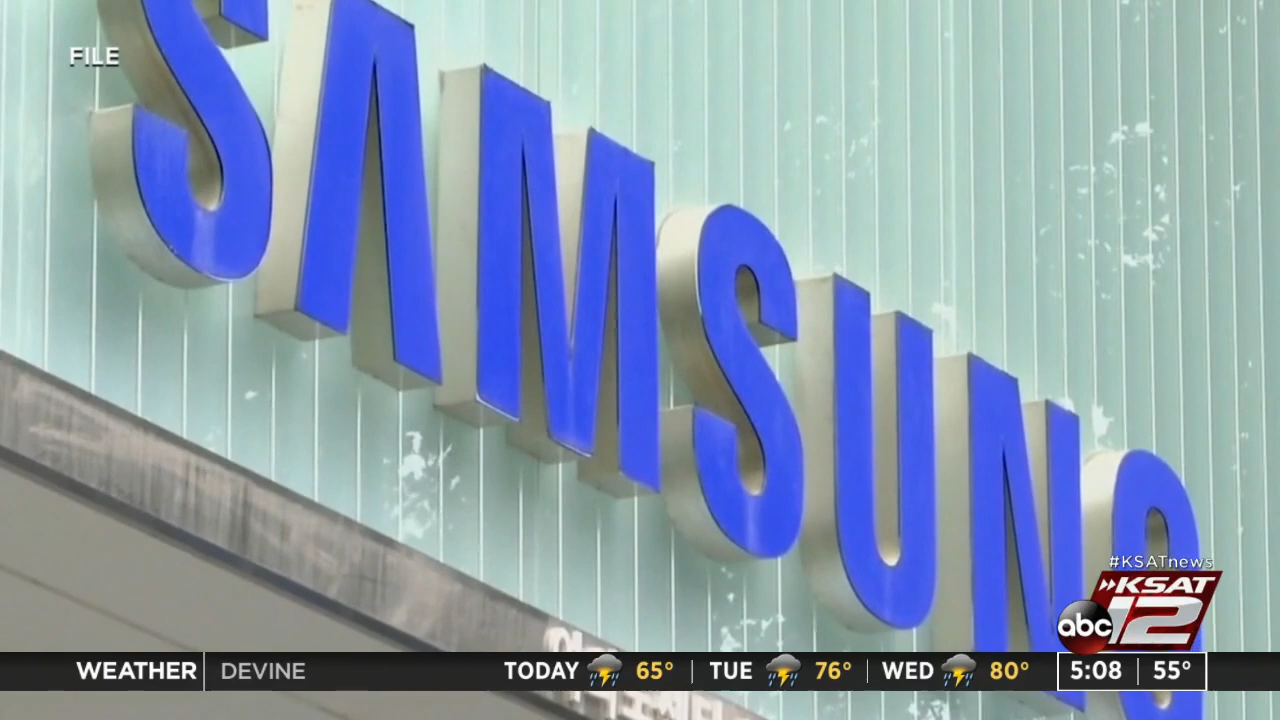 FILE
SAMSUNG
#KSATnews
KSAT
abc 12
WEATHER DEVINE TODAY 65° TUE 76° WED 80° 5:08 55°